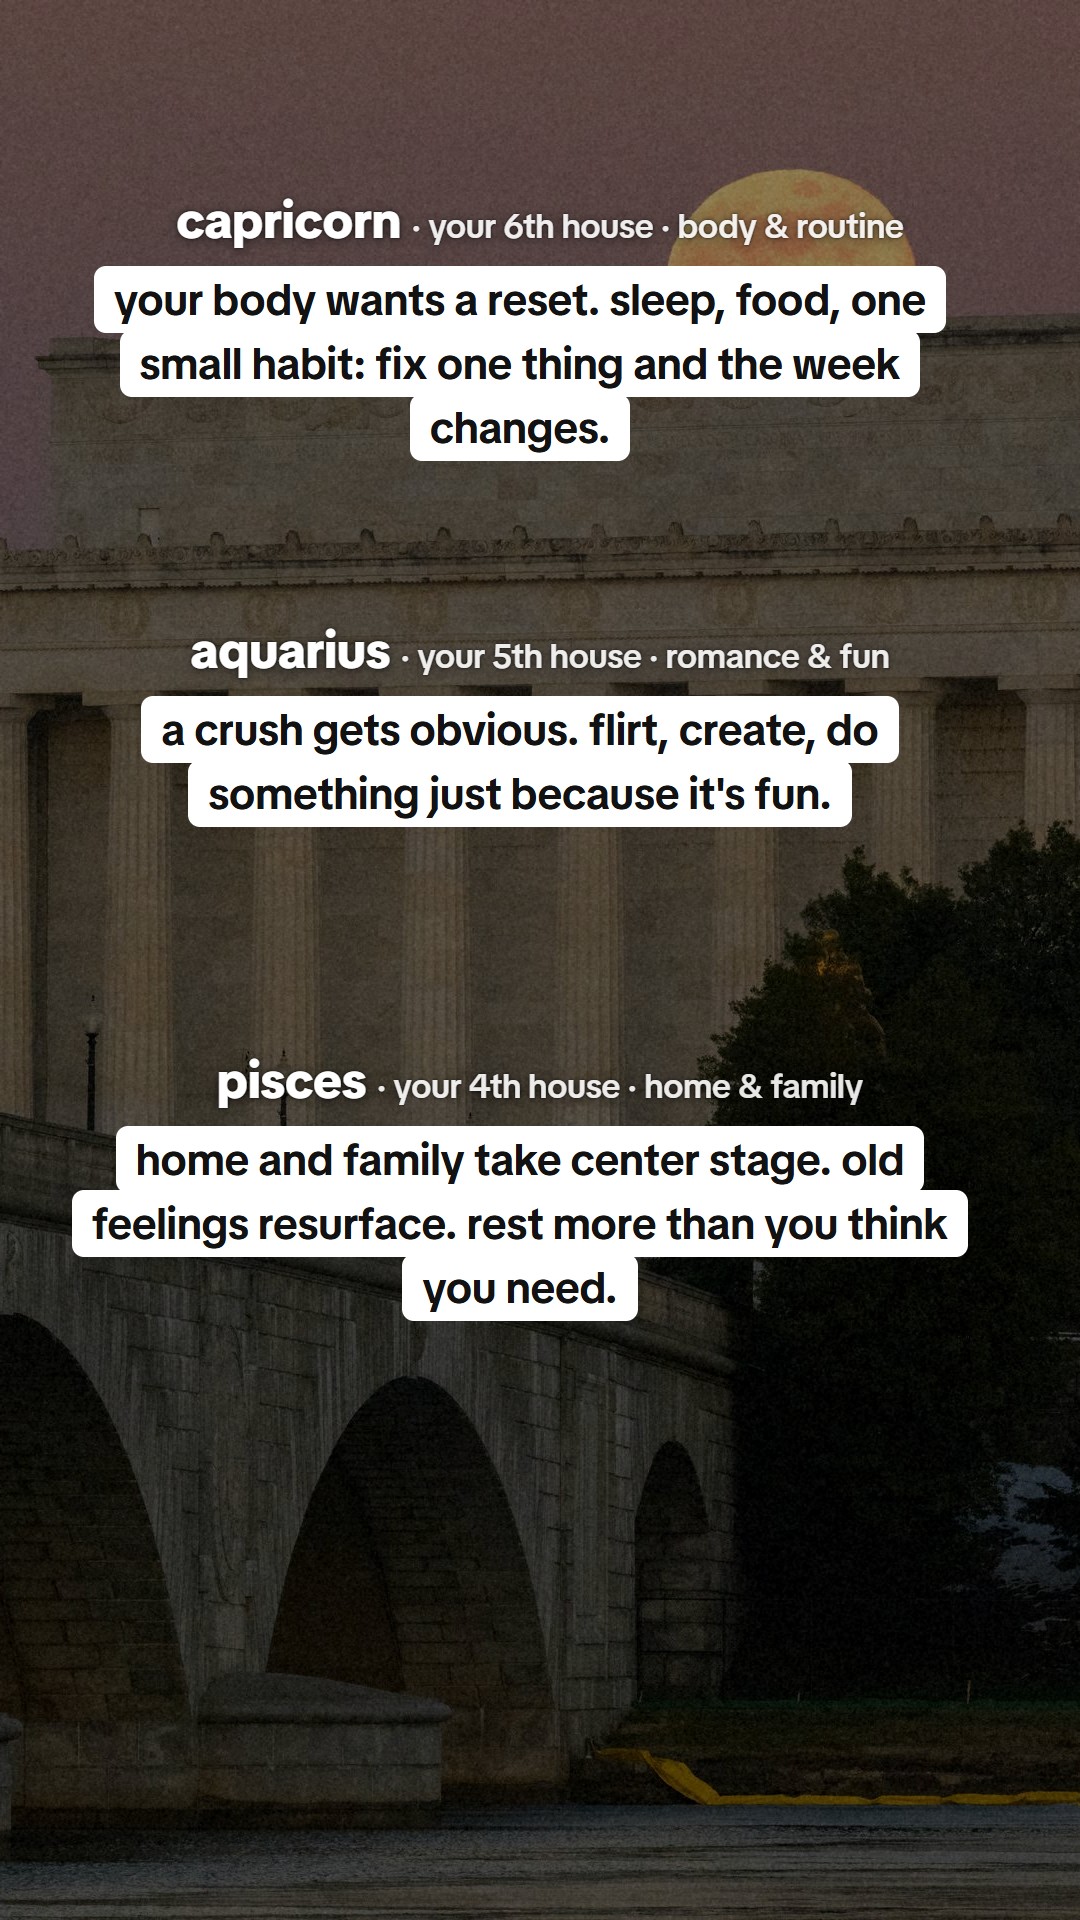 capricorn · your 6th house · body & routine
your body wants a reset. sleep, food, one
small habit: fix one thing and the week
changes.
aquarius · your 5th house · romance & fun
a crush gets obvious. flirt, create, do
something just because it's fun.
pisces · your 4th house · home & family
home and family take center stage. old
feelings resurface. rest more than you think
you need.